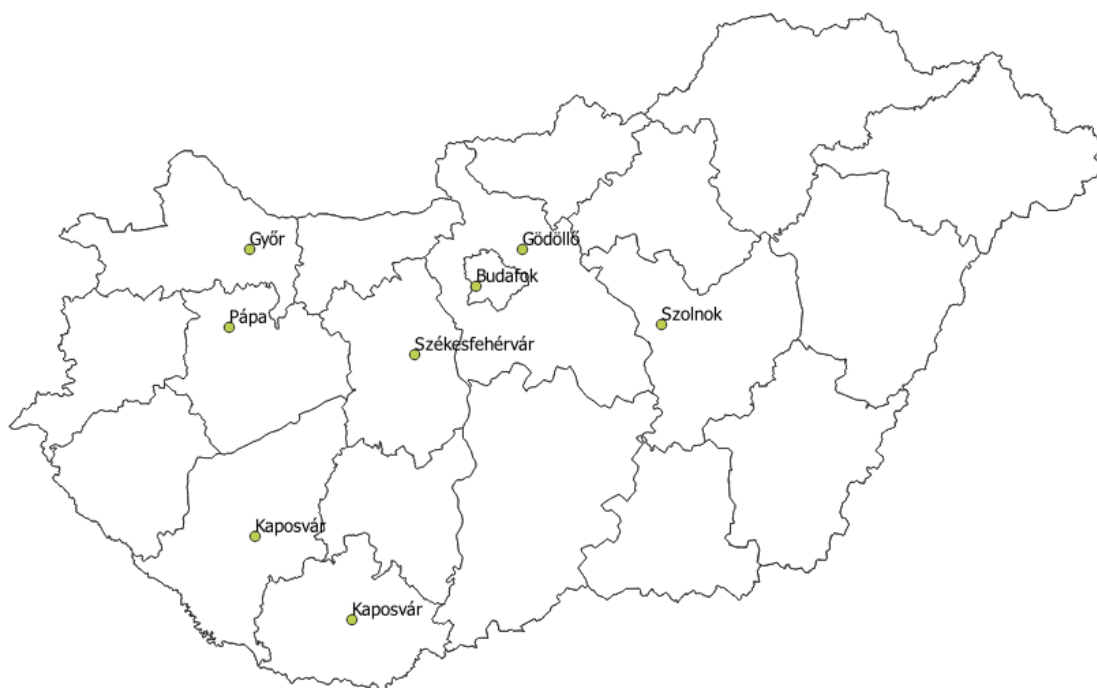 Győr
Gödöllő
Budafok
Pápa
Szolnok
Székesfehérvár
Kaposvár
Kaposvár